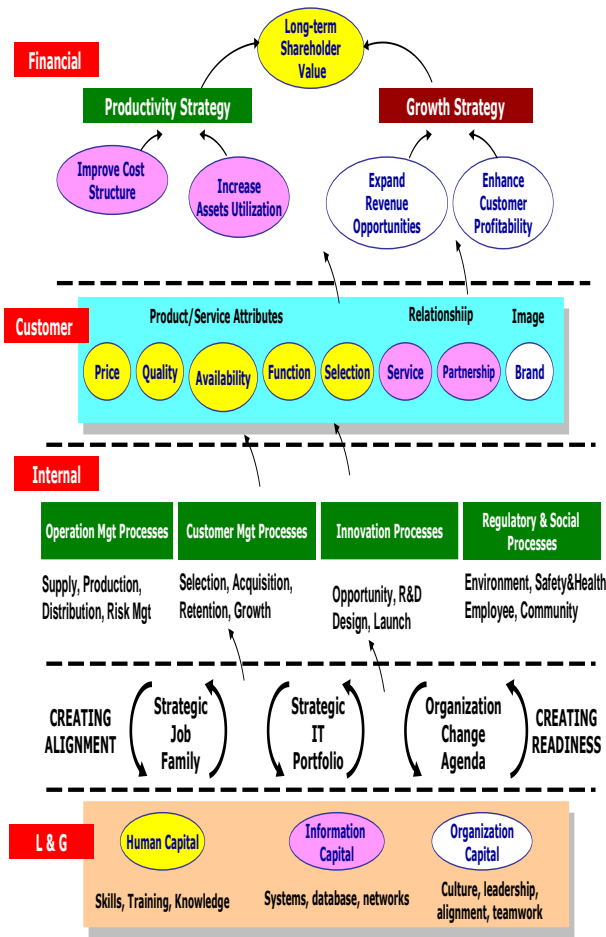 Long-term
Shareholder
Value
Financial
Productivity Strategy
Growth Strategy
Improve Cost
Structure
Increase
Assets Utilization
Expand
Revenue
Opportunities
Enhance
Customer
Profitability
Customer
Product/Service Attributes
Relationshiip
Image
Price
Quality
Availability
Function
Selection
Service
Partnership
Brand
Internal
Operation Mgt Processes
Customer Mgt Processes
Innovation Processes
Regulatory & Social
Processes
Supply, Production,
Distribution, Risk Mgt
Selection, Acquisition,
Retention, Growth
Opportunity, R&D
Design, Launch
Environment, Safety&Health
Employee, Community
CREATING
ALIGNMENT
Strategic
Job
Family
Strategic
IT
Portfolio
Organization
Change
Agenda
CREATING
READINESS
L & G
Human Capital
Information
Capital
Organization
Capital
Skills, Training, Knowledge
Systems, database, networks
Culture, leadership,
alignment, teamwork